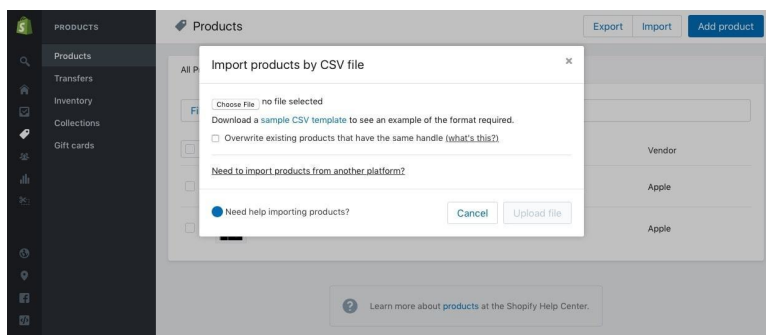 PRODUCTS
Products
Export
Import
Add product
Products
Transfers
Inventory
Collections
Gift cards
All P
Fi
Import products by CSV file
×
Choose File no file selected
Download a sample CSV template to see an example of the format required.
Overwrite existing products that have the same handle (what's this?)
Need to import products from another platform?
Need help importing products?
Cancel
Upload file
Vendor
Apple
Apple
? Learn more about products at the Shopify Help Center.